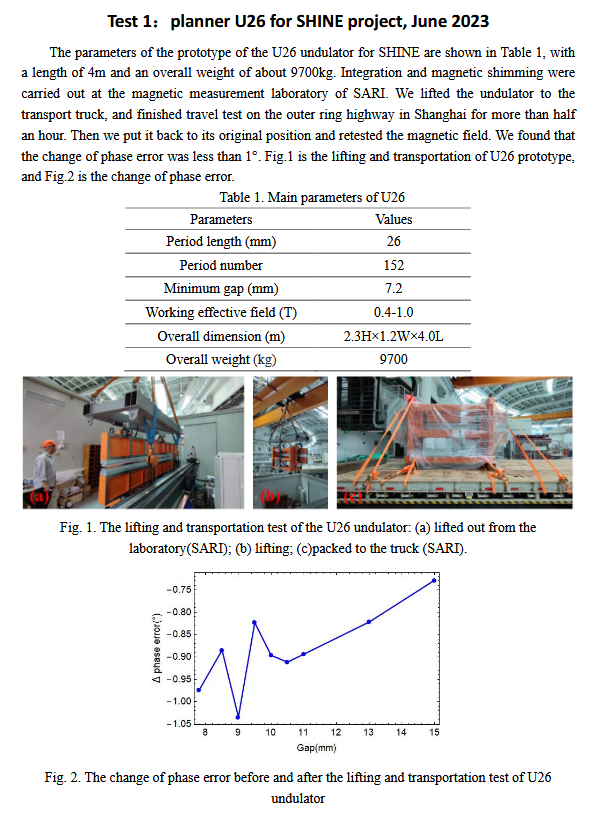 Test 1：planner U26 for SHINE project, June 2023
The parameters of the prototype of the U26 undulator for SHINE are shown in Table 1, with
a length of 4m and an overall weight of about 9700kg. Integration and magnetic shimming were
carried out at the magnetic measurement laboratory of SARI. We lifted the undulator to the
transport truck, and finished travel test on the outer ring highway in Shanghai for more than half
an hour. Then we put it back to its original position and retested the magnetic field. We found that
the change of phase error was less than 1°. Fig.1 is the lifting and transportation of U26 prototype,
and Fig.2 is the change of phase error.
Table 1. Main parameters of U26
Parameters Values
Period length (mm) 26
Period number 152
Minimum gap (mm) 7.2
Working effective field (T) 0.4-1.0
Overall dimension (m) 2.3H×1.2W×4.0L
Overall weight (kg) 9700
(a) (b) (c)
Fig. 1. The lifting and transportation test of the U26 undulator: (a) lifted out from the
laboratory(SARI); (b) lifting; (c)packed to the truck (SARI).
Δ phase error(°)
-0.75
-0.80
-0.85
-0.90
-0.95
-1.00
-1.05
8 9 10 11 12 13 14 15
Gap(mm)
Fig. 2. The change of phase error before and after the lifting and transportation test of U26
undulator